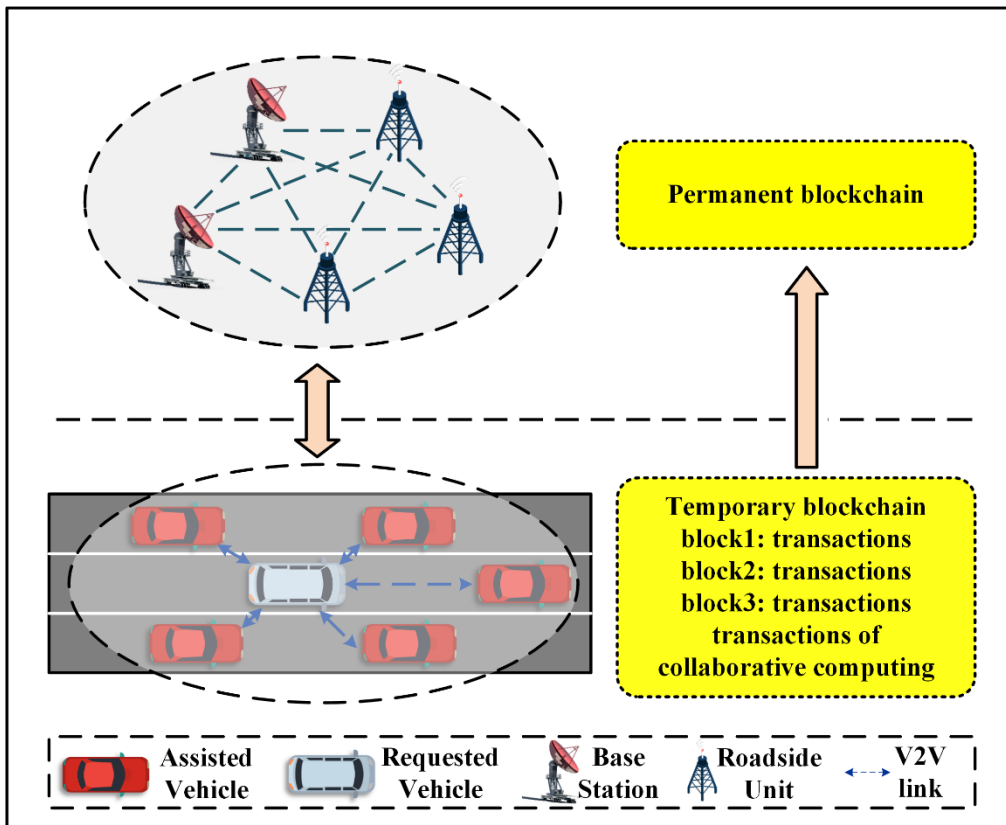 Permanent blockchain
Temporary blockchain
block1: transactions
block2: transactions
block3: transactions
transactions of
collaborative computing
Assisted
Vehicle
Requested
Vehicle
Base
Station
Roadside
Unit
V2V
link